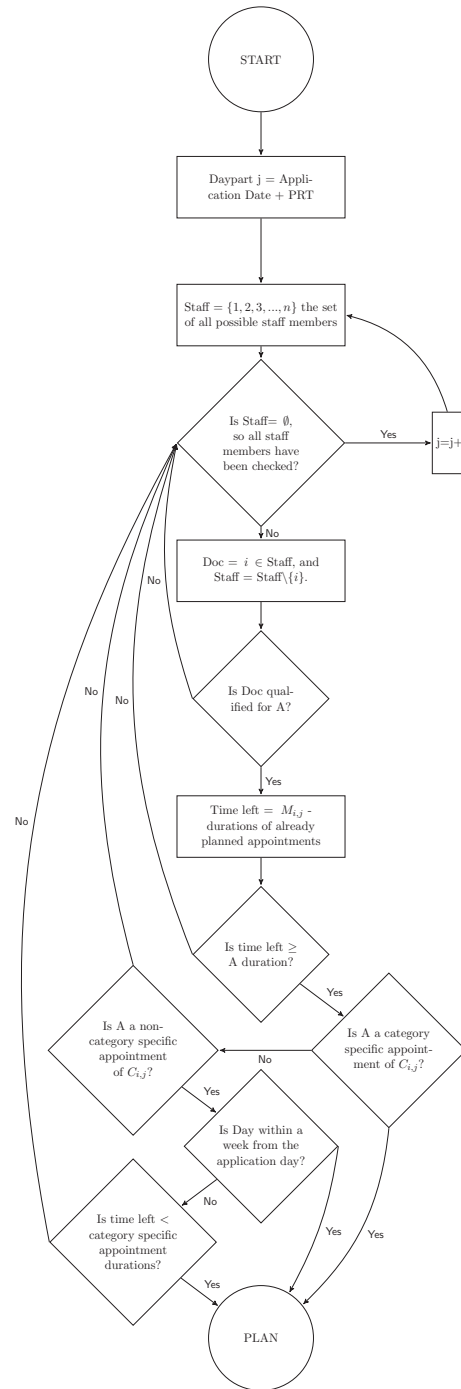 START
Daypart j = Appli-
cation Date + PRT
Staff = {1, 2, 3, ..., n} the set
of all possible staff members
Is Staff= ∅,
so all staff
members have
been checked?
Yes
j=j+
No
Doc = i ∈ Staff, and
Staff = Staff\{i}.
No
Is Doc qual-
ified for A?
No
No
Yes
Time left = M_{i,j} -
durations of already
planned appointments
No
Is time left ≥
A duration?
Yes
Is A a non-
category specific
appointment
of C_{i,j}?
Is A a category
specific appoint-
ment of C_{i,j}?
No
Yes
Is Day within a
week from the
application day?
No
Is time left <
category specific
appointment
durations?
Yes
Yes
Yes
PLAN